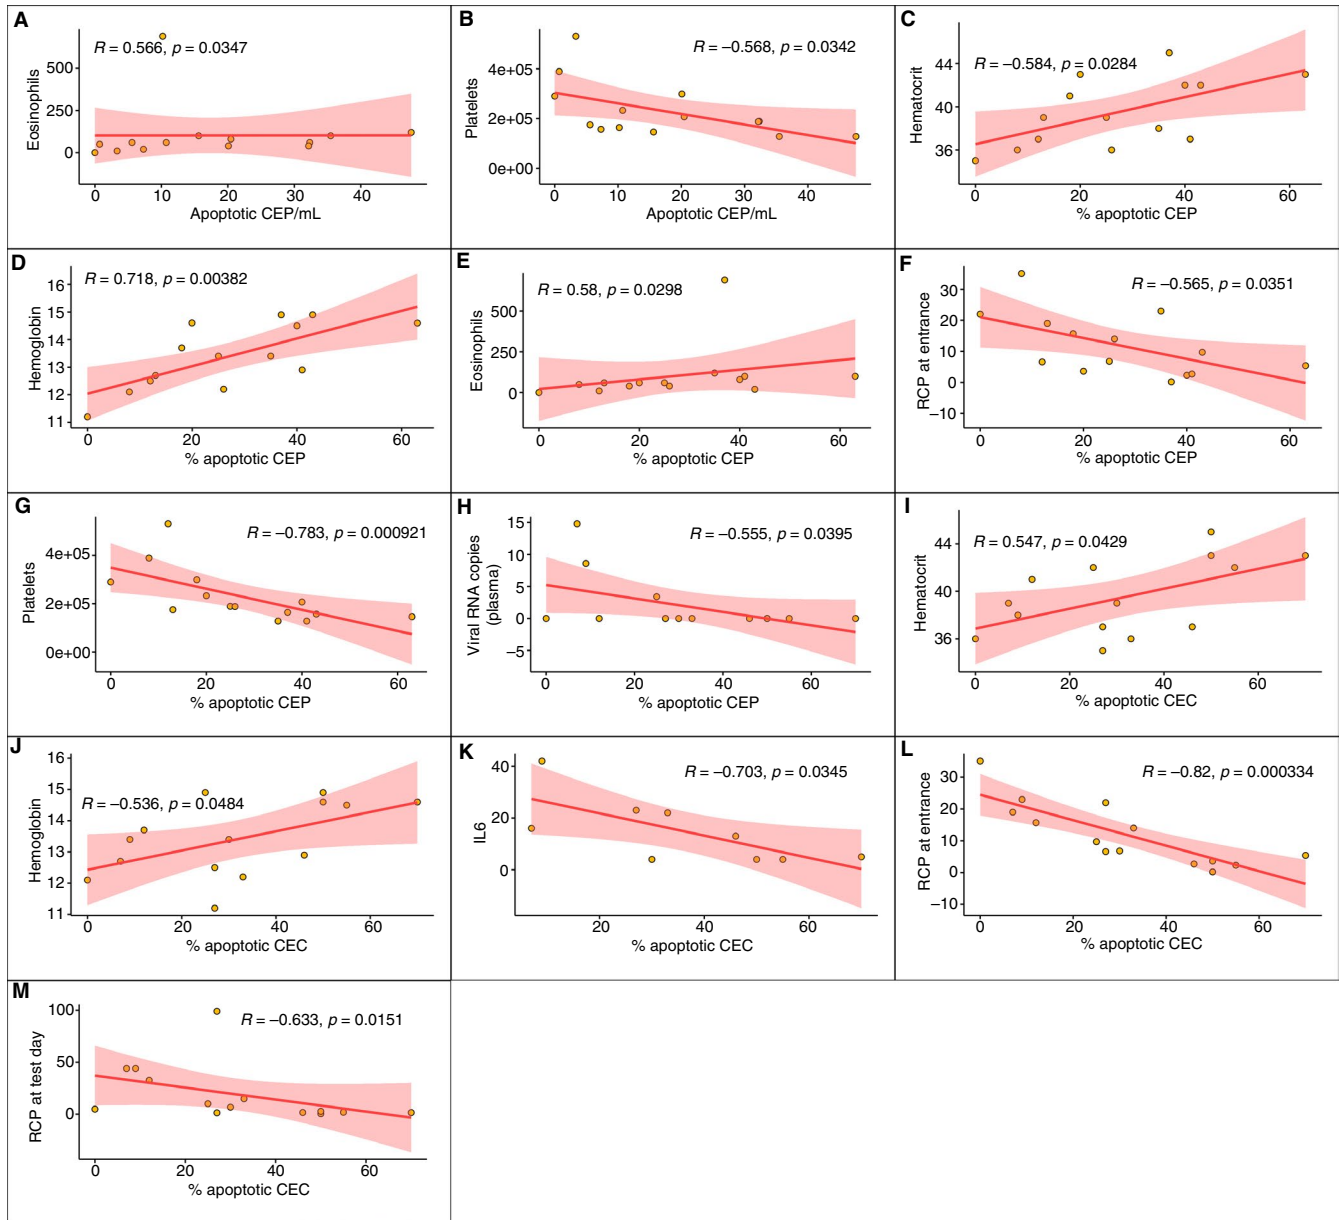 A
R = 0.566, p = 0.0347
Eosinophils
500
250
0
0 10 20 30 40
Apoptotic CEP/mL
B
R = −0.568, p = 0.0342
Platelets
4e+05
2e+05
0e+00
0 10 20 30 40
Apoptotic CEP/mL
C
R = −0.584, p = 0.0284
Hematocrit
44
40
36
0 20 40 60
% apoptotic CEP
D
R = 0.718, p = 0.00382
Hemoglobin
16
15
14
13
12
11
0 20 40 60
% apoptotic CEP
E
R = 0.58, p = 0.0298
Eosinophils
500
250
0
0 20 40 60
% apoptotic CEP
F
R = −0.565, p = 0.0351
RCP at entrance
30
20
10
0
−10
0 20 40 60
% apoptotic CEP
G
R = −0.783, p = 0.000921
Platelets
4e+05
2e+05
0e+00
0 20 40 60
% apoptotic CEP
H
R = −0.555, p = 0.0395
Viral RNA copies
(plasma)
15
10
5
0
−5
0 20 40 60
% apoptotic CEP
I
R = 0.547, p = 0.0429
Hematocrit
44
40
36
0 20 40 60
% apoptotic CEC
J
R = −0.536, p = 0.0484
Hemoglobin
16
15
14
13
12
11
0 20 40 60
% apoptotic CEC
K
R = −0.703, p = 0.0345
IL6
40
20
0
20 40 60
% apoptotic CEC
L
R = −0.82, p = 0.000334
RCP at entrance
30
20
10
0
−10
0 20 40 60
% apoptotic CEC
M
R = −0.633, p = 0.0151
RCP at test day
100
50
0
0 20 40 60
% apoptotic CEC